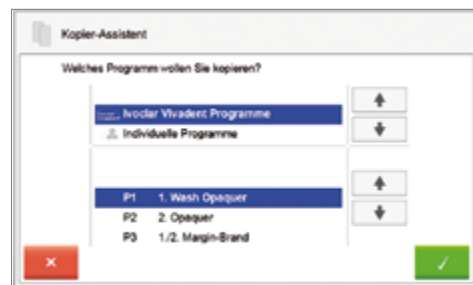 Kopier-Assistent
Welches Programm wollen Sie kopieren?
Ivoclar Vivadent Programme
Individuelle Programme
P1 1. Wash Opaquer
P2 2. Opaquer
P3 1./2. Margin-Brand